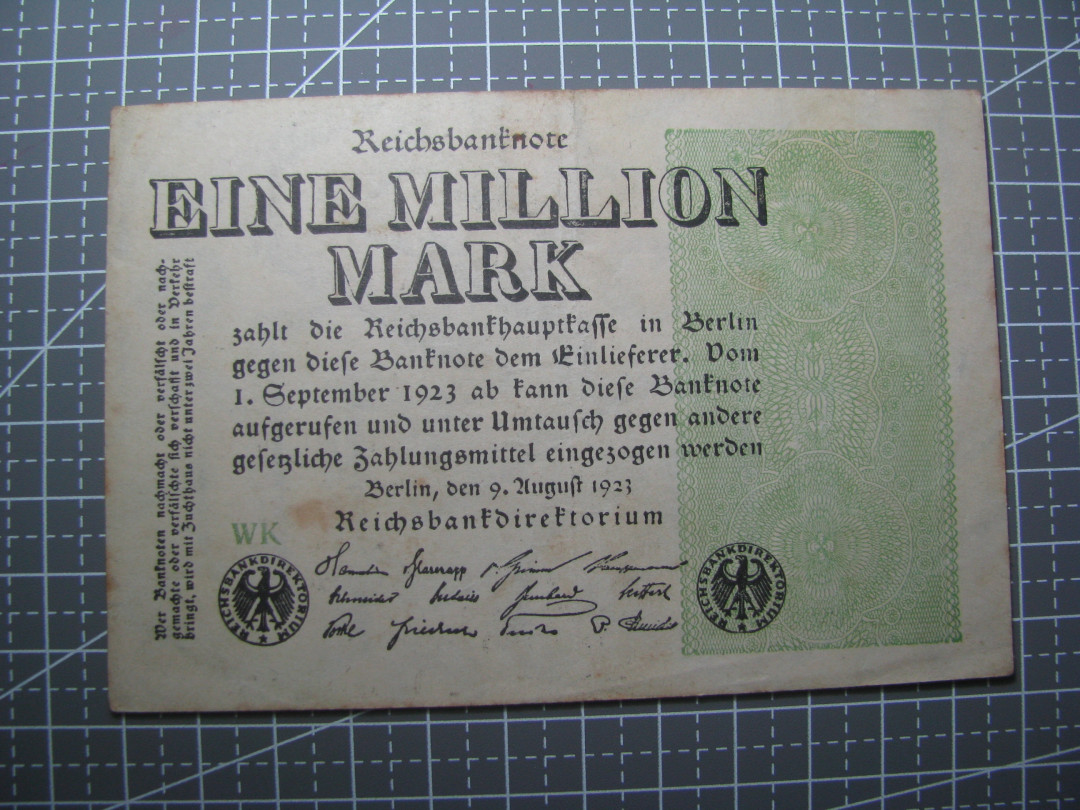 Reichsbanknote
EINE MILLION
MARK
zahlt die Reichsbankhauptkasse in Berlin
gegen diese Banknote dem Einlieferer. Vom
1. September 1923 ab kann diese Banknote
aufgerufen und unter Umtausch gegen andere
gesetzliche Zahlungsmittel eingezogen werden
Berlin, den 9. August 1923
Reichsbankdirektorium
WK
REICHSBANKDIREKTORIUM
REICHSBANKDIREKTORIUM
Wer Banknoten nachmacht oder verfälscht oder nach-
gemachte oder verfälschte sich verschafft und in Verkehr
bringt, wird mit Zuchthaus nicht unter zwei Jahren bestraft